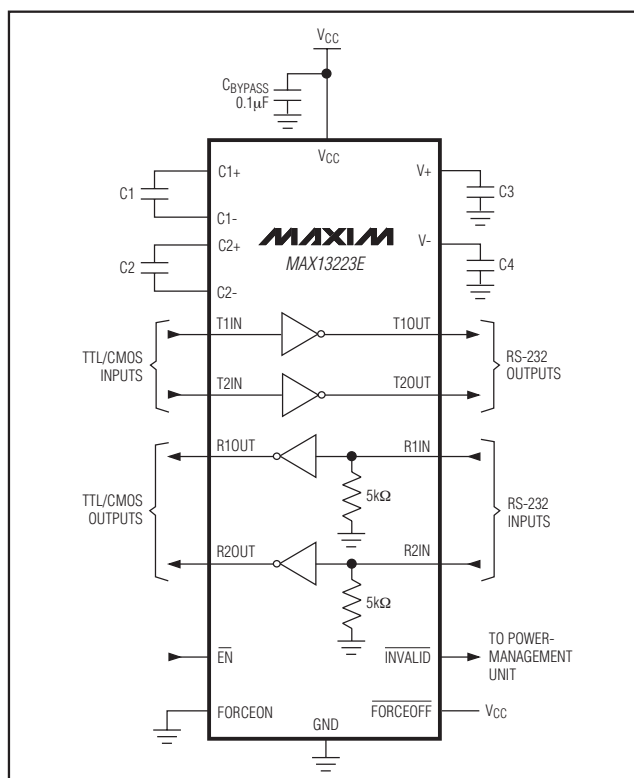 VCC
CBYPASS
0.1µF
VCC
C1+
V+
C1
C3
C1-
MAXIM
C2+
V-
MAX13223E
C2
C4
C2-
T1IN
T1OUT
TTL/CMOS
INPUTS
RS-232
OUTPUTS
T2IN
T2OUT
R1OUT
R1IN
5kΩ
TTL/CMOS
OUTPUTS
RS-232
INPUTS
R2OUT
R2IN
5kΩ
EN
INVALID
TO POWER-
MANAGEMENT
UNIT
FORCEON
GND
FORCEOFF
VCC